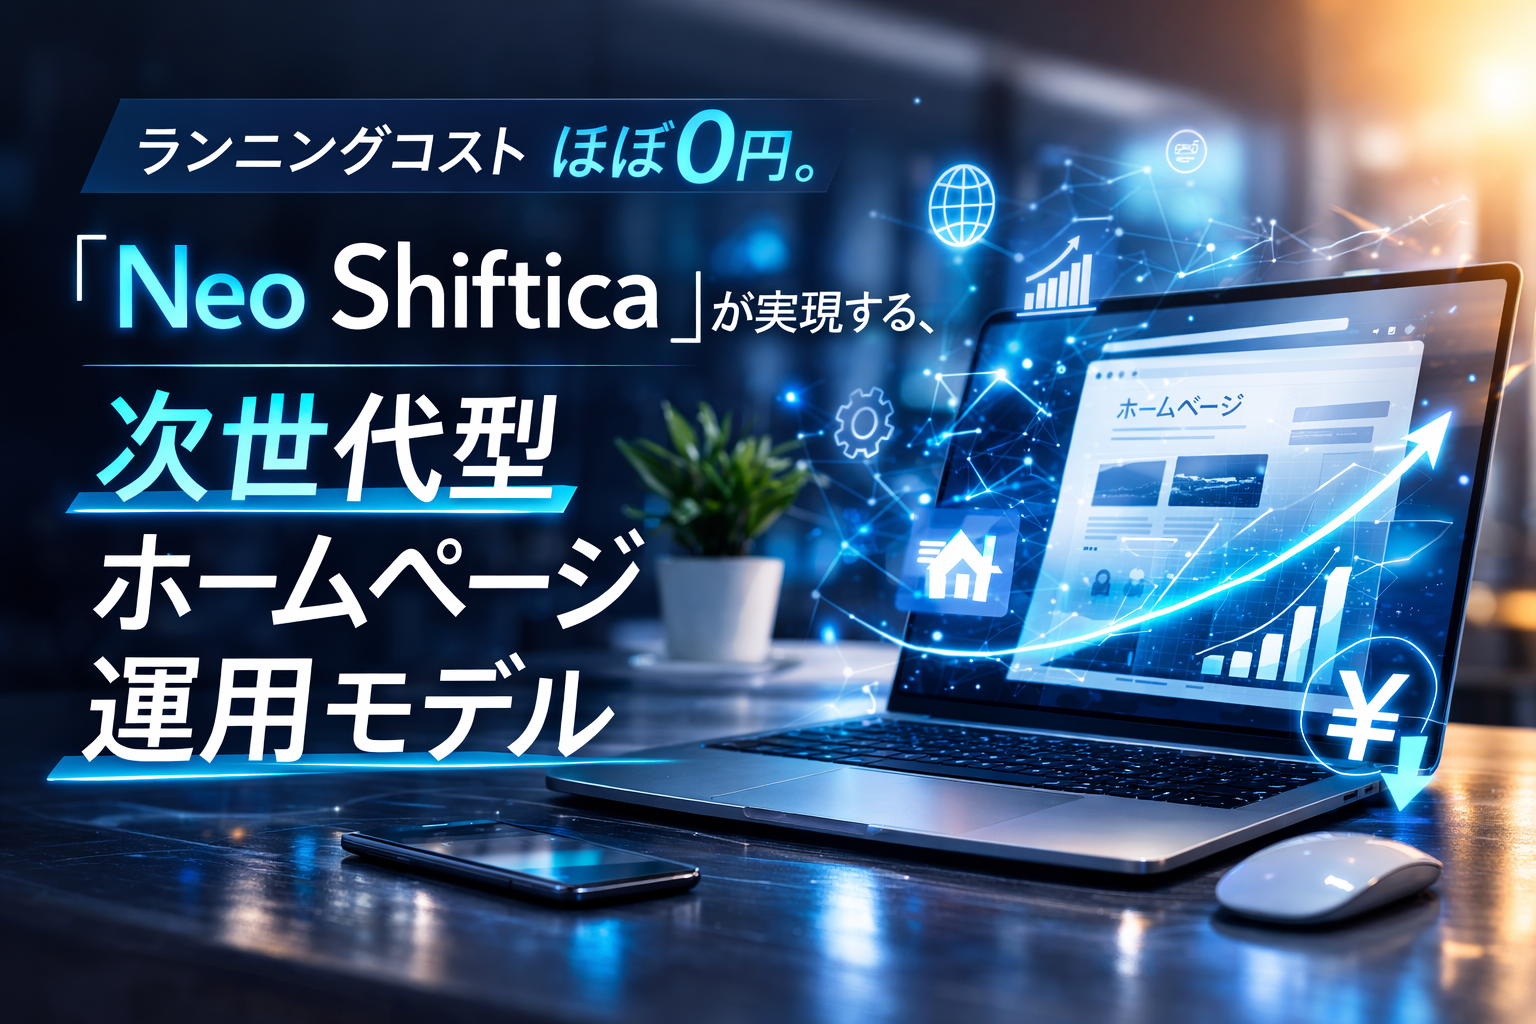 ランニングコスト ほぼ0円。
「Neo Shiftica」が実現する、
次世代型
ホームページ
運用モデル
ホームページ
¥